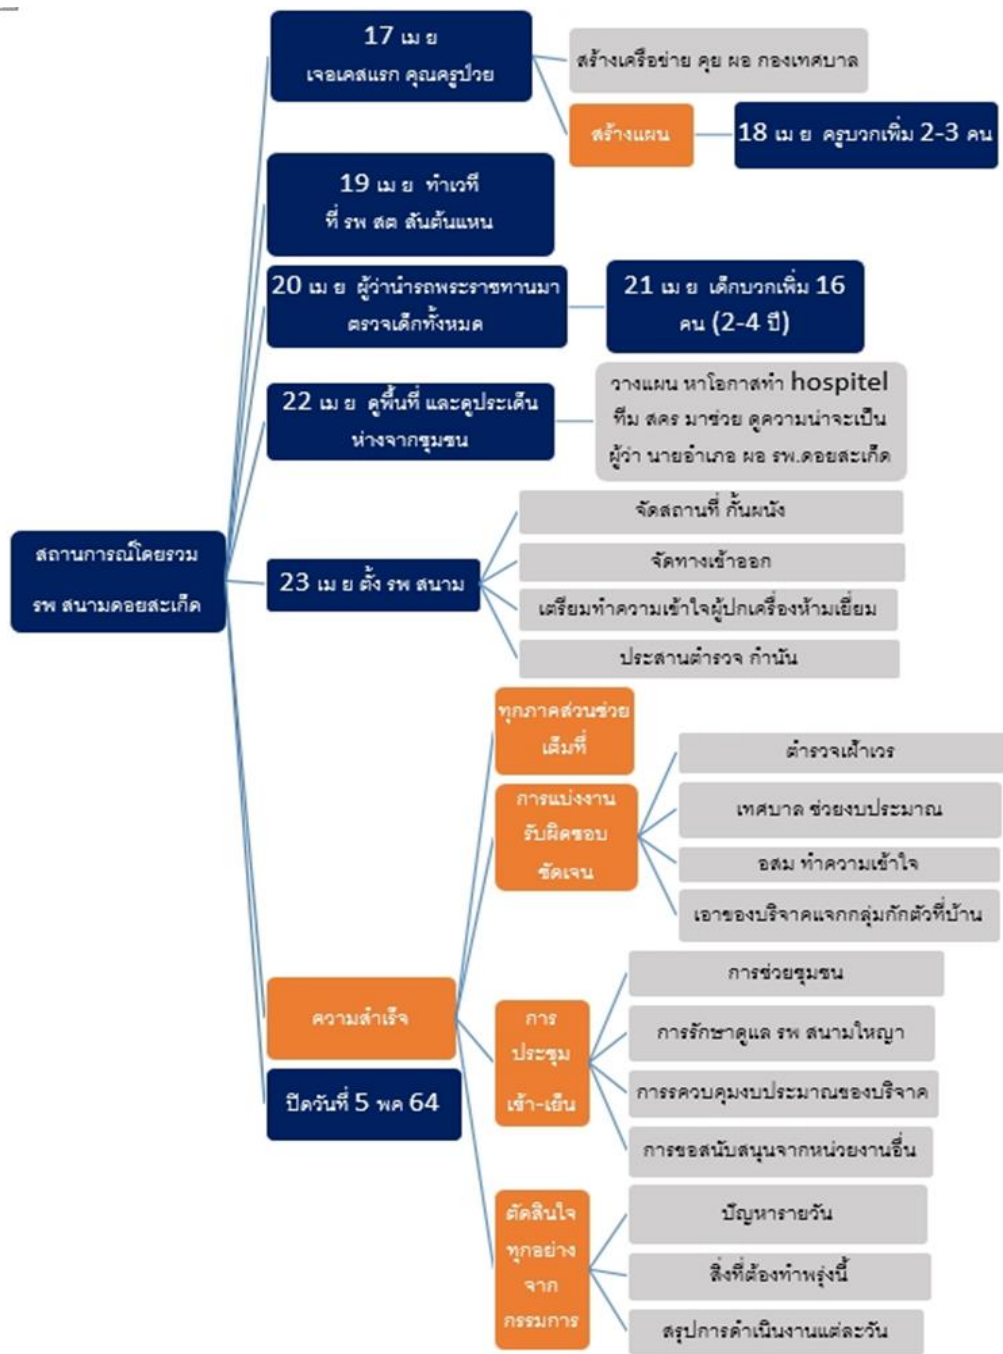 17 เม ย
เจอเคสแรก คุณครูป่วย
สร้างเครือข่าย คุย ผอ กองเทศบาล
สร้างแผน
18 เม ย ครูบวกเพิ่ม 2-3 คน
19 เม ย ทำเวที
ที่ รพ สต สันต้นแหน
20 เม ย ผู้ว่านำรถพระราชทานมา
ตรวจเด็กทั้งหมด
21 เม ย เด็กบวกเพิ่ม 16
คน (2-4 ปี)
22 เม ย ดูพื้นที่ และดูประเด็น
ห่างจากชุมชน
วางแผน หาโอกาสทำ hospitel
ทีม สคร มาช่วย ดูความน่าจะเป็น
ผู้ว่า นายอำเภอ ผอ รพ.ดอยสะเก็ด
สถานการณ์โดยรวม
รพ สนามดอยสะเก็ด
23 เม ย ตั้ง รพ สนาม
จัดสถานที่ กั้นผนัง
จัดทางเข้าออก
เตรียมทำความเข้าใจผู้ปกเครื่องห้ามเยี่ยม
ประสานตำรวจ กำนัน
ความสำเร็จ
ทุกภาคส่วนช่วย
เต็มที่
การแบ่งงาน
รับผิดชอบ
ชัดเจน
ตำรวจเฝ้าเวร
เทศบาล ช่วยงบประมาณ
อสม ทำความเข้าใจ
เอาของบริจาคแจกกลุ่มกักตัวที่บ้าน
การ
ประชุม
เช้า-เย็น
การช่วยชุมชน
การรักษาดูแล รพ สนามใหญา
การรควบคุมงบประมาณของบริจาค
การขอสนับสนุนจากหน่วยงานอื่น
ตัดสินใจ
ทุกอย่าง
จาก
กรรมการ
ปัญหารายวัน
สิ่งที่ต้องทำพรุ่งนี้
สรุปการดำเนินงานแต่ละวัน
ปิดวันที่ 5 พค 64